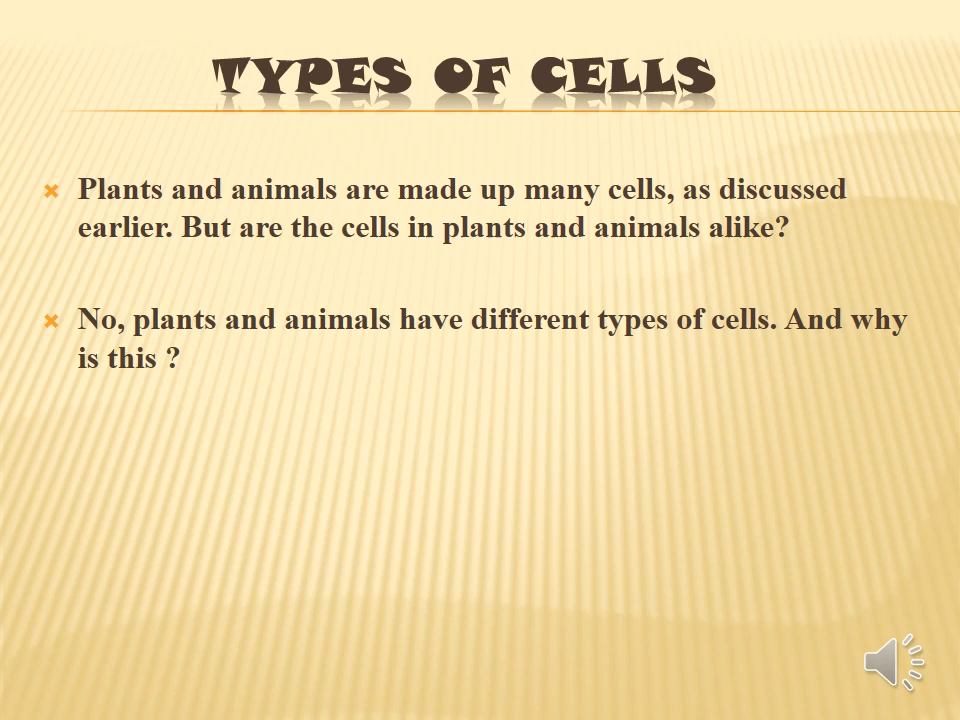 TYPES OF CELLS
Plants and animals are made up many cells, as discussed
earlier. But are the cells in plants and animals alike?
No, plants and animals have different types of cells. And why
is this ?